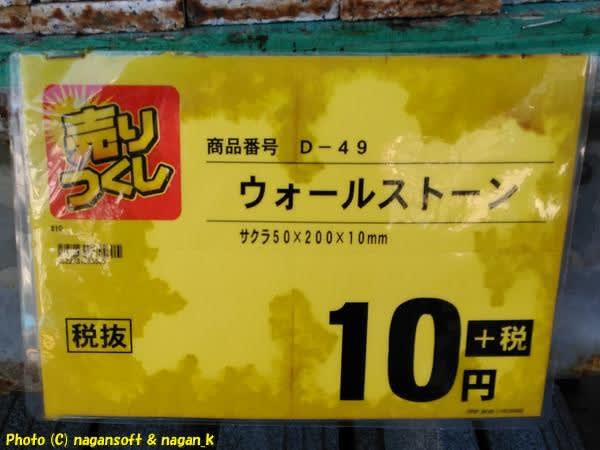 売り
つくし
商品番号 D-49
ウォールストーン
サクラ50×200×10mm
税抜
10円
+税
Photo (C) nagansoft & nagan_k